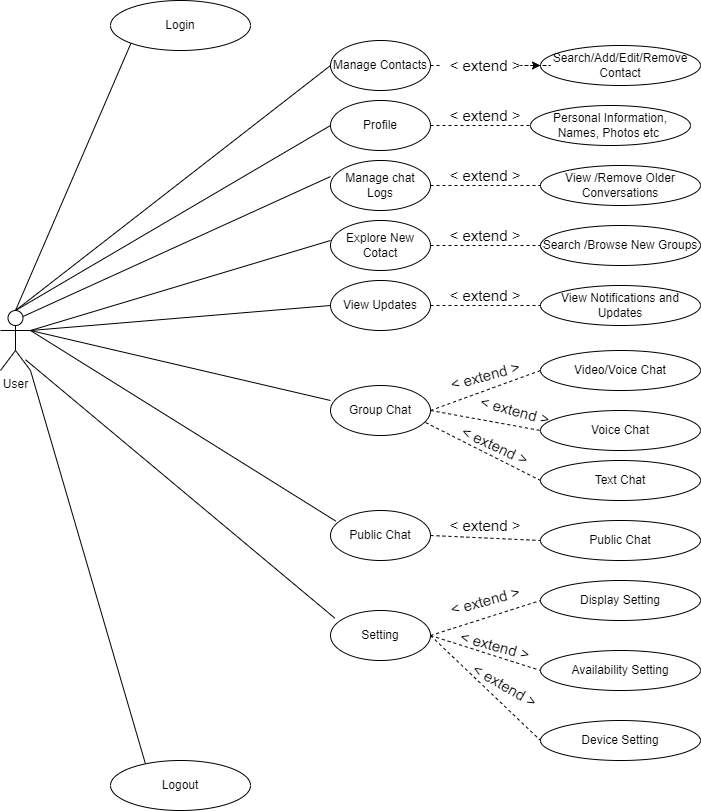 Login
Manage Contacts
< extend >
Search/Add/Edit/Remove
Contact
Profile
< extend >
Personal Information,
Names, Photos etc
Manage chat
Logs
< extend >
View /Remove Older
Conversations
Explore New
Cotact
< extend >
Search /Browse New Groups
View Updates
< extend >
View Notifications and
Updates
User
Group Chat
< extend >
Video/Voice Chat
< extend >
Voice Chat
< extend >
Text Chat
Public Chat
< extend >
Public Chat
Setting
< extend >
Display Setting
< extend >
Availability Setting
< extend >
Device Setting
Logout